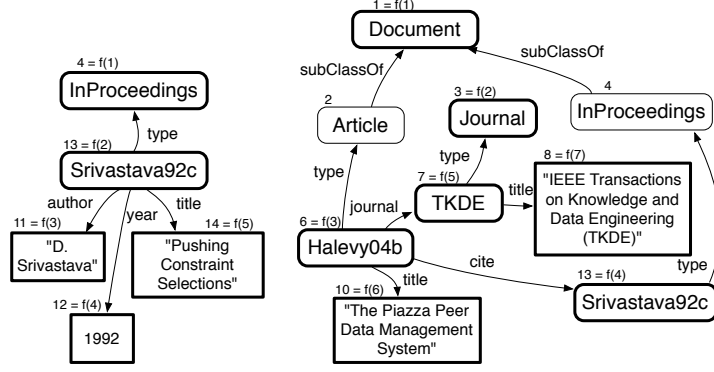 4 = f(1)
InProceedings
type
13 = f(2)
Srivastava92c
author
year
title
11 = f(3)
"D.
Srivastava"
14 = f(5)
"Pushing
Constraint
Selections"
12 = f(4)
1992
1 = f(1)
Document
subClassOf
subClassOf
2
Article
3 = f(2)
Journal
4
InProceedings
type
type
7 = f(5)
TKDE
title
8 = f(7)
"IEEE Transactions
on Knowledge and
Data Engineering
(TKDE)"
journal
6 = f(3)
Halevy04b
cite
title
13 = f(4)
Srivastava92c
type
10 = f(6)
"The Piazza Peer
Data Management
System"